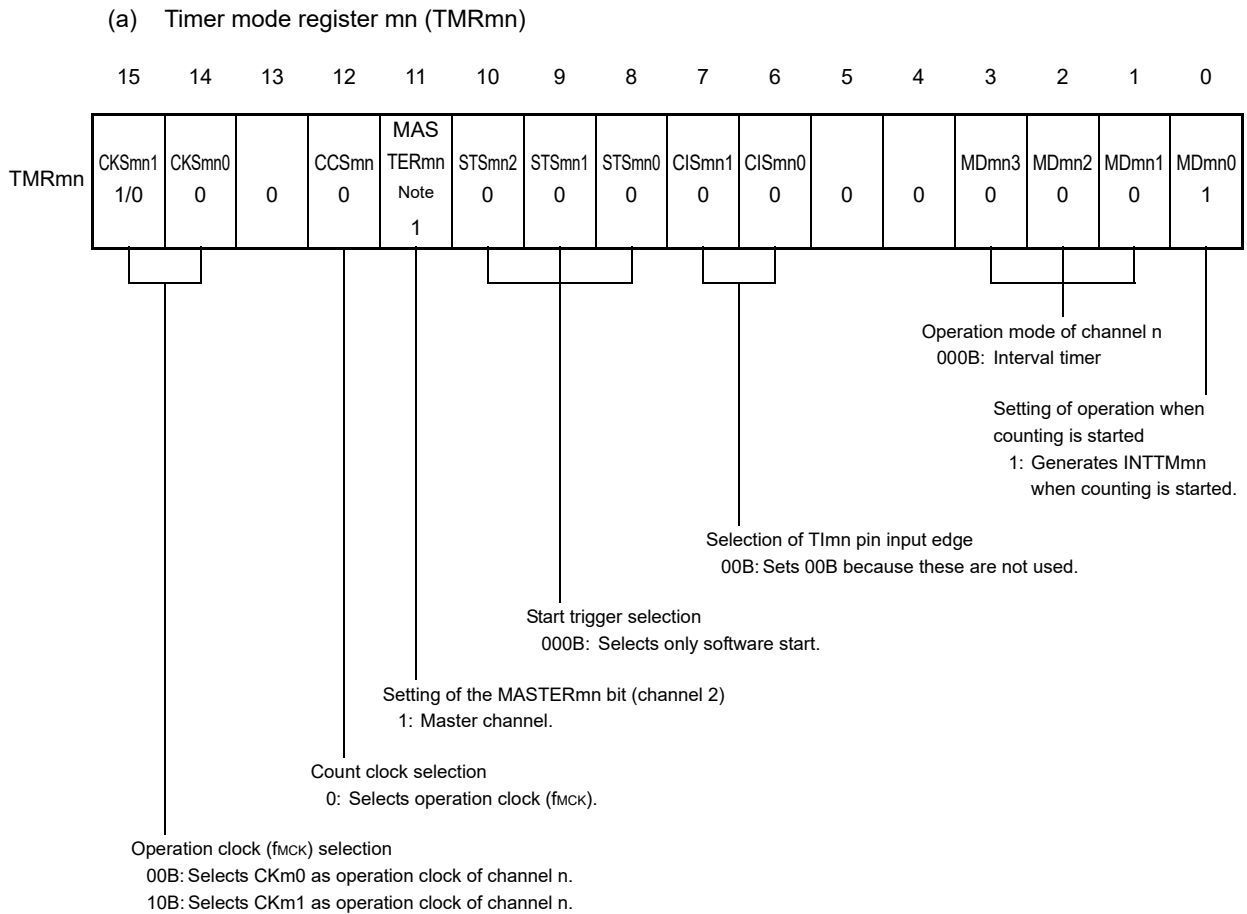 (a) Timer mode register mn (TMRmn)
15 14 13 12 11 10 9 8 7 6 5 4 3 2 1 0
TMRmn
CKSmn1 1/0
CKSmn0 0
0
CCSmn 0
MAS
TERmn
Note
1
STSmn2 0
STSmn1 0
STSmn0 0
CISmn1 0
CISmn0 0
0
0
MDmn3 0
MDmn2 0
MDmn1 0
MDmn0 1
Operation mode of channel n
000B: Interval timer
Setting of operation when
counting is started
1: Generates INTTMmn
when counting is started.
Selection of TImn pin input edge
00B: Sets 00B because these are not used.
Start trigger selection
000B: Selects only software start.
Setting of the MASTERmn bit (channel 2)
1: Master channel.
Count clock selection
0: Selects operation clock (fMCK).
Operation clock (fMCK) selection
00B: Selects CKm0 as operation clock of channel n.
10B: Selects CKm1 as operation clock of channel n.